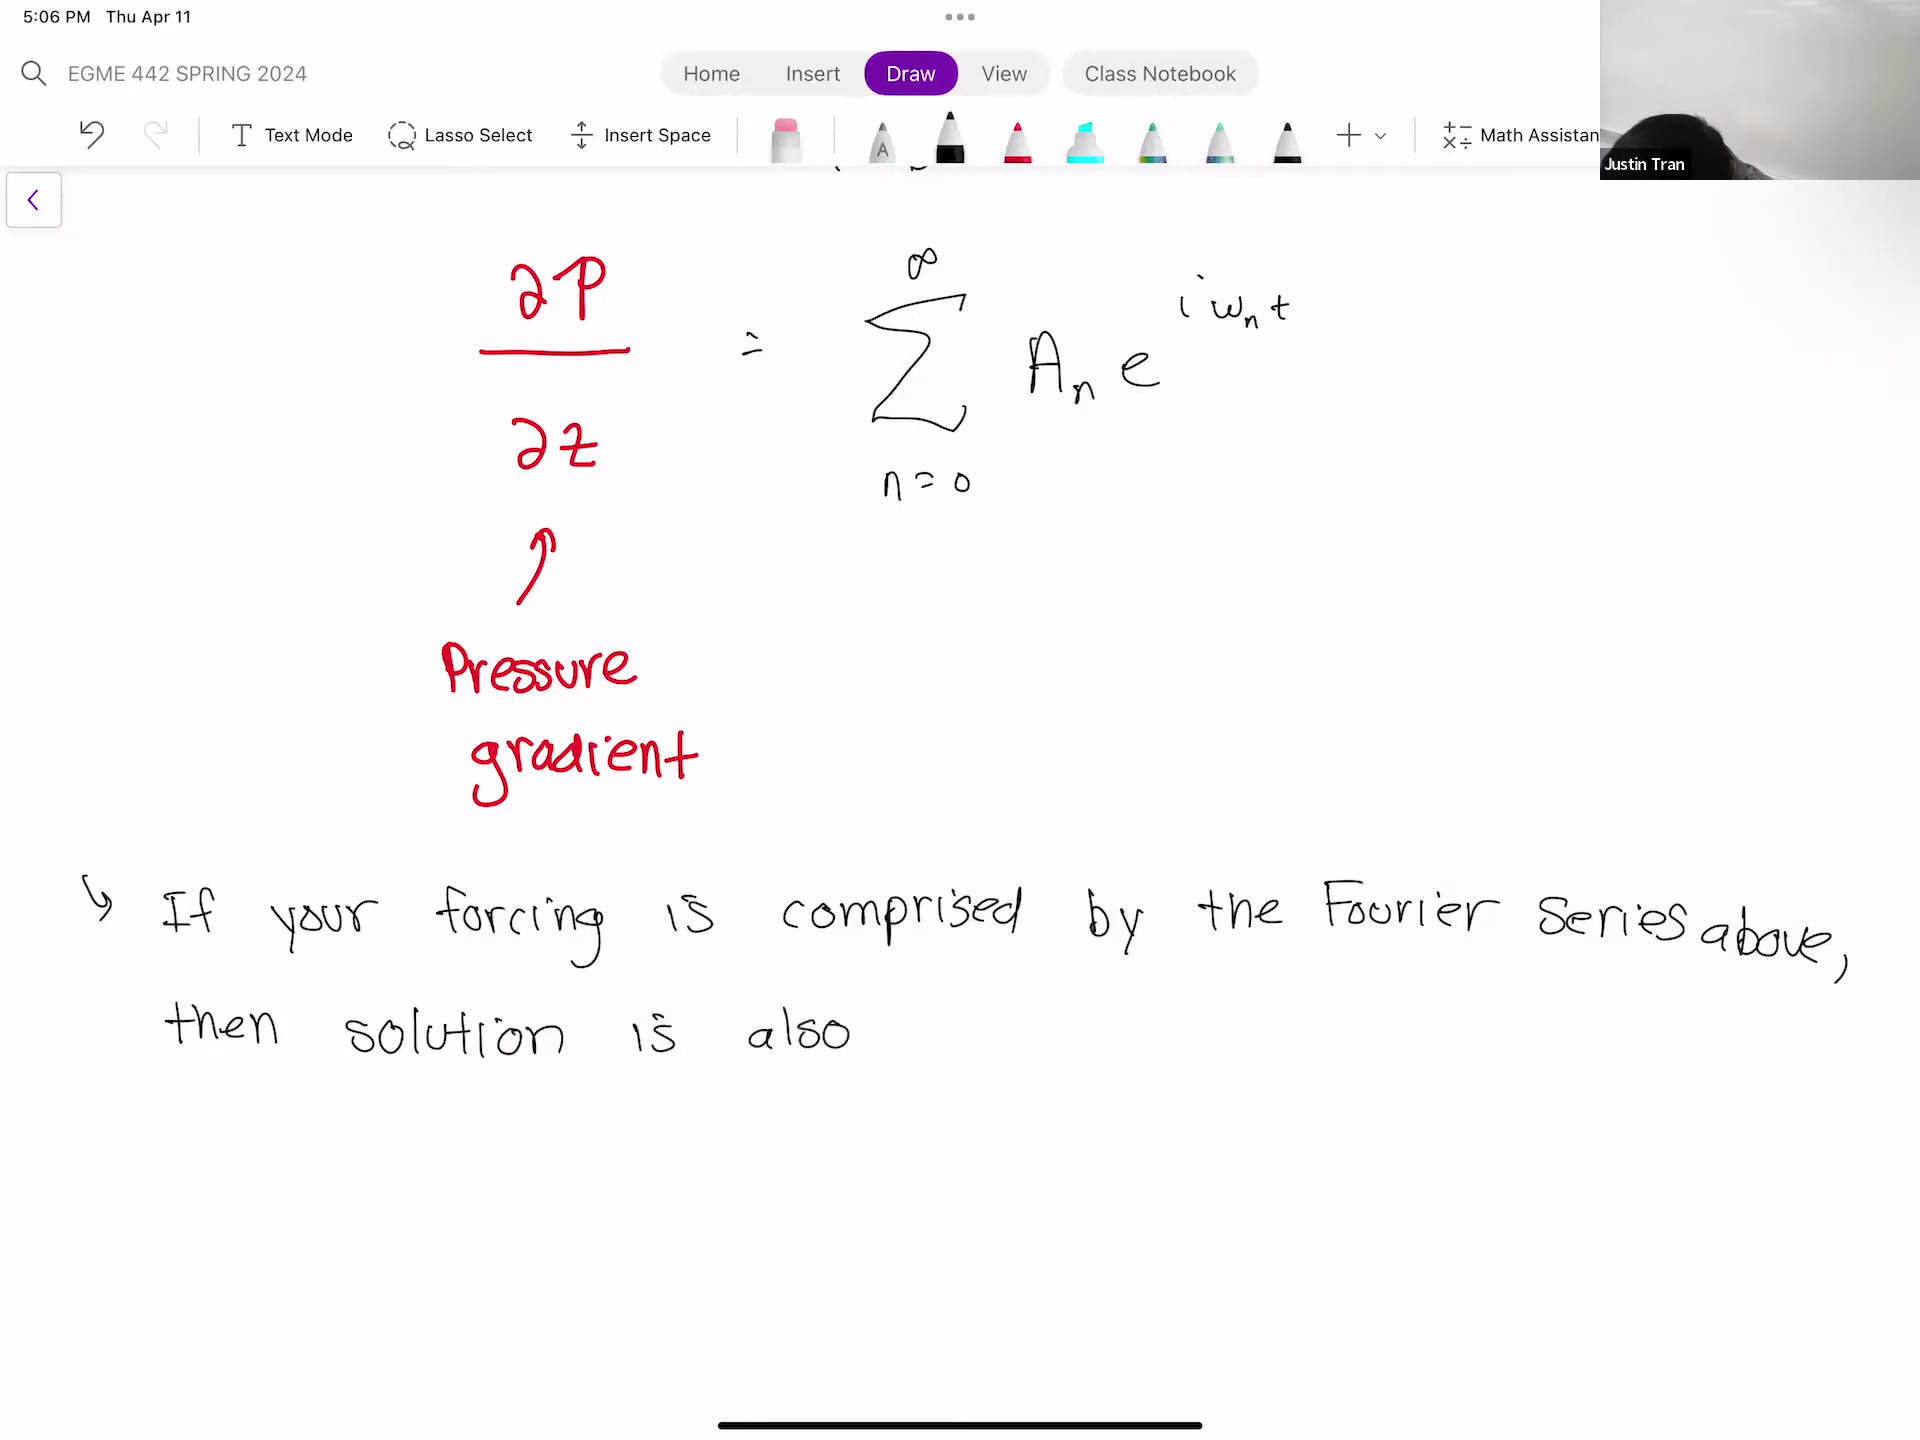 5:06 PM Thu Apr 11
EGME 442 SPRING 2024
Home Insert Draw View Class Notebook
Text Mode Lasso Select Insert Space A Math Assistan
Justin Tran
∂P/∂z = ∑_{n=0}^{∞} A_n e^{iω_n t}
Pressure
gradient
↳ If your forcing is comprised by the Fourier Series above,
then solution is also